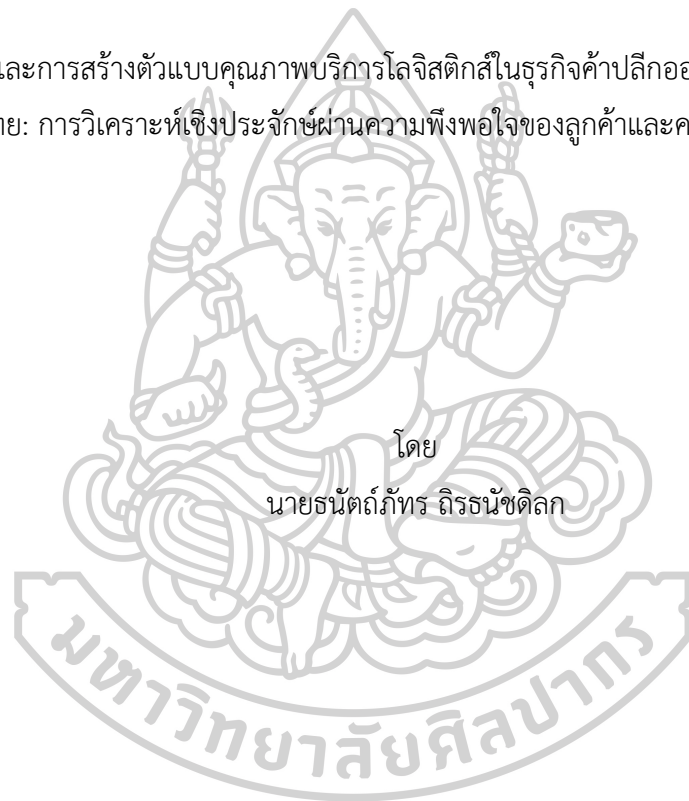 ละการสร้างตัวแบบคุณภาพบริการโลจิสติกส์ในธุรกิจค้าปลีกออ
ทย: การวิเคราะห์เชิงประจักษ์ผ่านความพึงพอใจของลูกค้าและค
โดย
นายธนัตถ์ภัทร ถิรธนัชดิลก
มหาวิทยาลัยศิลปากร